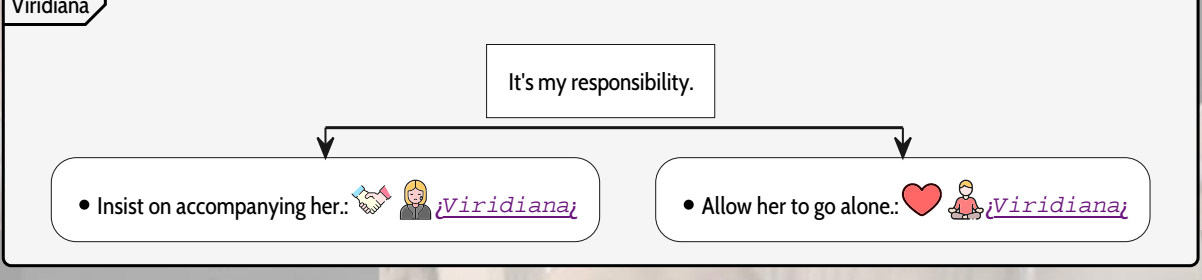 Viridiana
It's my responsibility.
• Insist on accompanying her.: ¿Viridiana¿
• Allow her to go alone.: ¿Viridiana¿